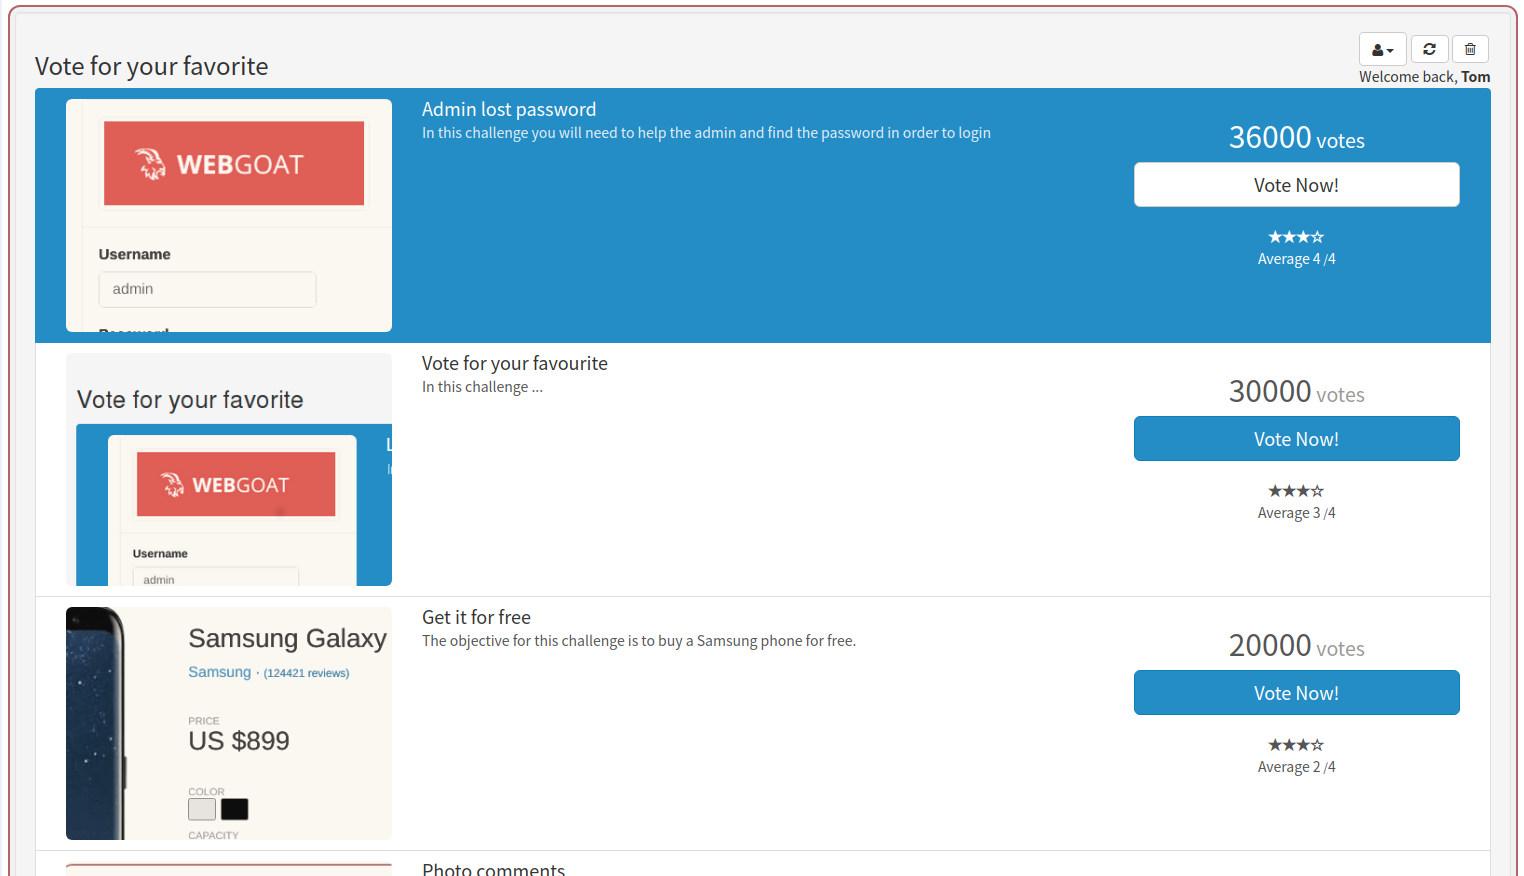 Vote for your favorite
Welcome back, Tom
WEBGOAT
Username
admin
Admin lost password
In this challenge you will need to help the admin and find the password in order to login
36000 votes
Vote Now!
Average 4 /4
Vote for your favorite
WEBGOAT
Username
admin
Vote for your favourite
In this challenge ...
30000 votes
Vote Now!
Average 3 /4
Samsung Galaxy
Samsung · (124421 reviews)
PRICE
US $899
COLOR
CAPACITY
Get it for free
The objective for this challenge is to buy a Samsung phone for free.
20000 votes
Vote Now!
Average 2 /4
Photo comments